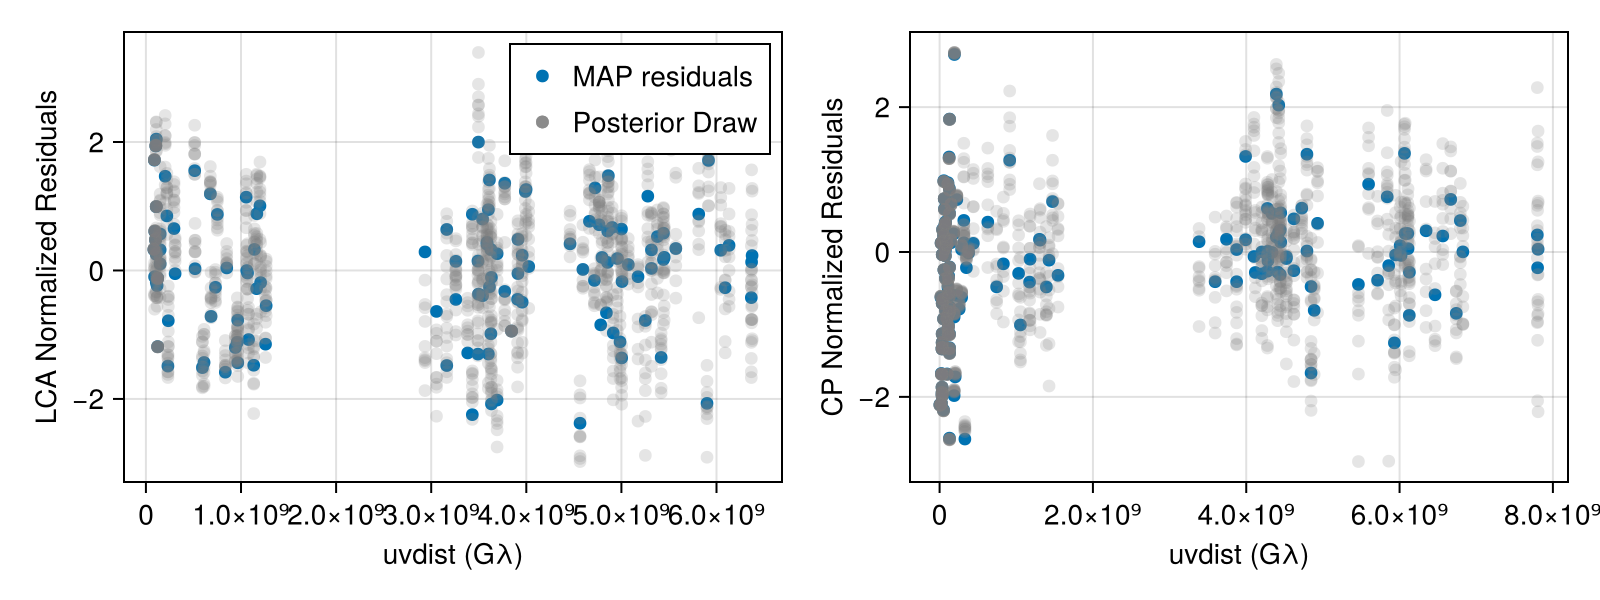 LCA Normalized Residuals
2
0
−2
MAP residuals
Posterior Draw
0 1.0×10⁹ 2.0×10⁹ 3.0×10⁹ 4.0×10⁹ 5.0×10⁹ 6.0×10⁹
uvdist (Gλ)
CP Normalized Residuals
2
0
−2
0 2.0×10⁹ 4.0×10⁹ 6.0×10⁹ 8.0×10⁹
uvdist (Gλ)